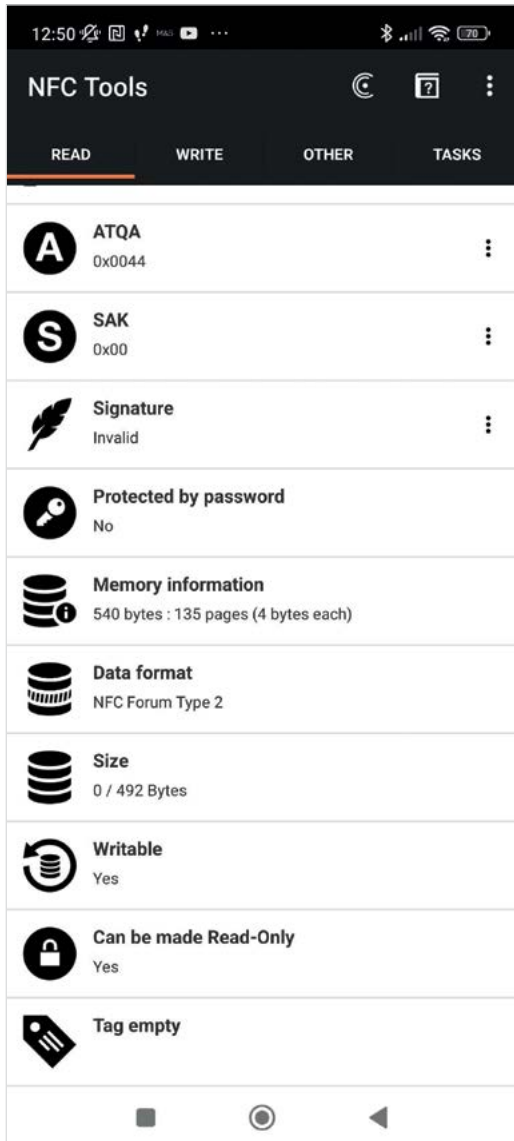 12:50 M&S ... 70
NFC Tools
READ WRITE OTHER TASKS
A ATQA
0x0044
S SAK
0x00
Signature
Invalid
Protected by password
No
Memory information
540 bytes : 135 pages (4 bytes each)
Data format
NFC Forum Type 2
Size
0 / 492 Bytes
Writable
Yes
Can be made Read-Only
Yes
Tag empty